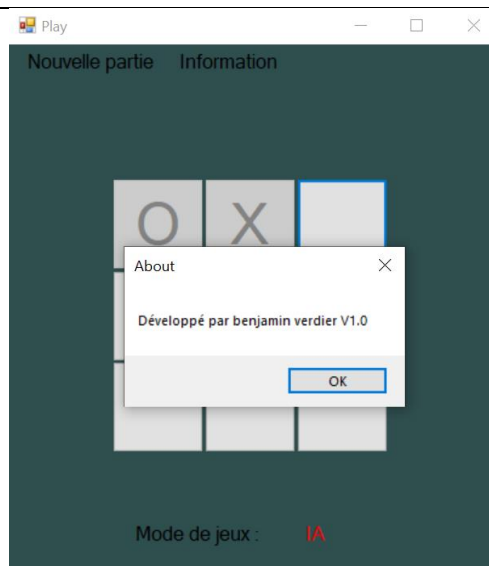 Play
Nouvelle partie Information
O X
About
Développé par benjamin verdier V1.0
OK
Mode de jeux : IA